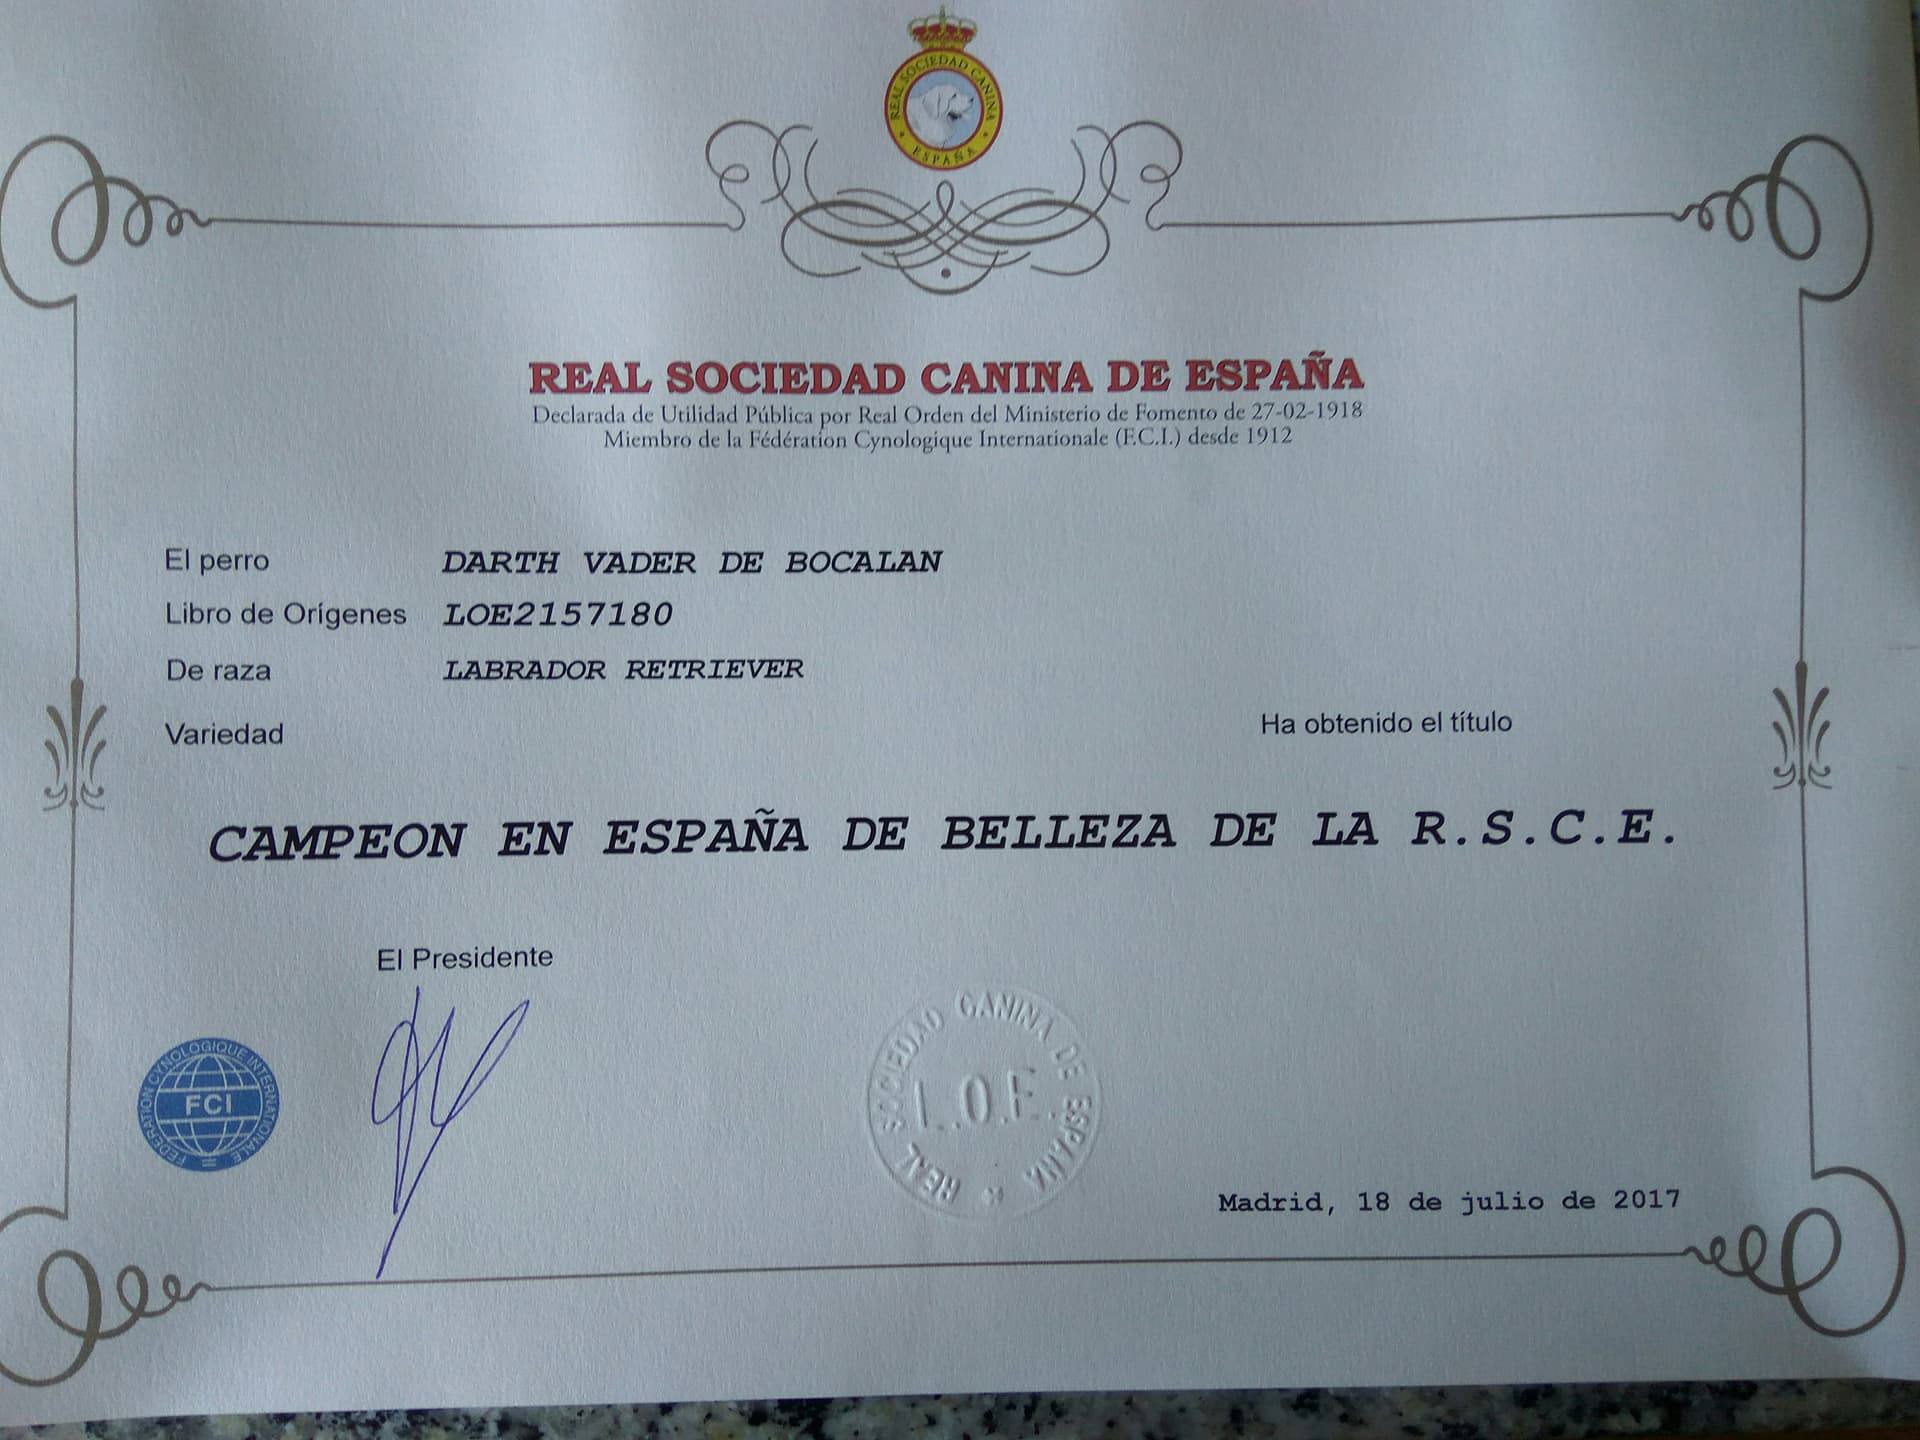 REAL SOCIEDAD CANINA
ESPAÑA
REAL SOCIEDAD CANINA DE ESPAÑA
Declarada de Utilidad Pública por Real Orden del Ministerio de Fomento de 27-02-1918
Miembro de la Fédération Cynologique Internationale (F.C.I.) desde 1912
El perro DARTH VADER DE BOCALAN
Libro de Orígenes LOE2157180
De raza LABRADOR RETRIEVER
Variedad
Ha obtenido el título
CAMPEON EN ESPAÑA DE BELLEZA DE LA R.S.C.E.
El Presidente
FEDERATION CYNOLOGIQUE INTERNATIONALE
FCI
REAL SOCIEDAD CANINA DE ESPAÑA
L.O.E.
Madrid, 18 de julio de 2017